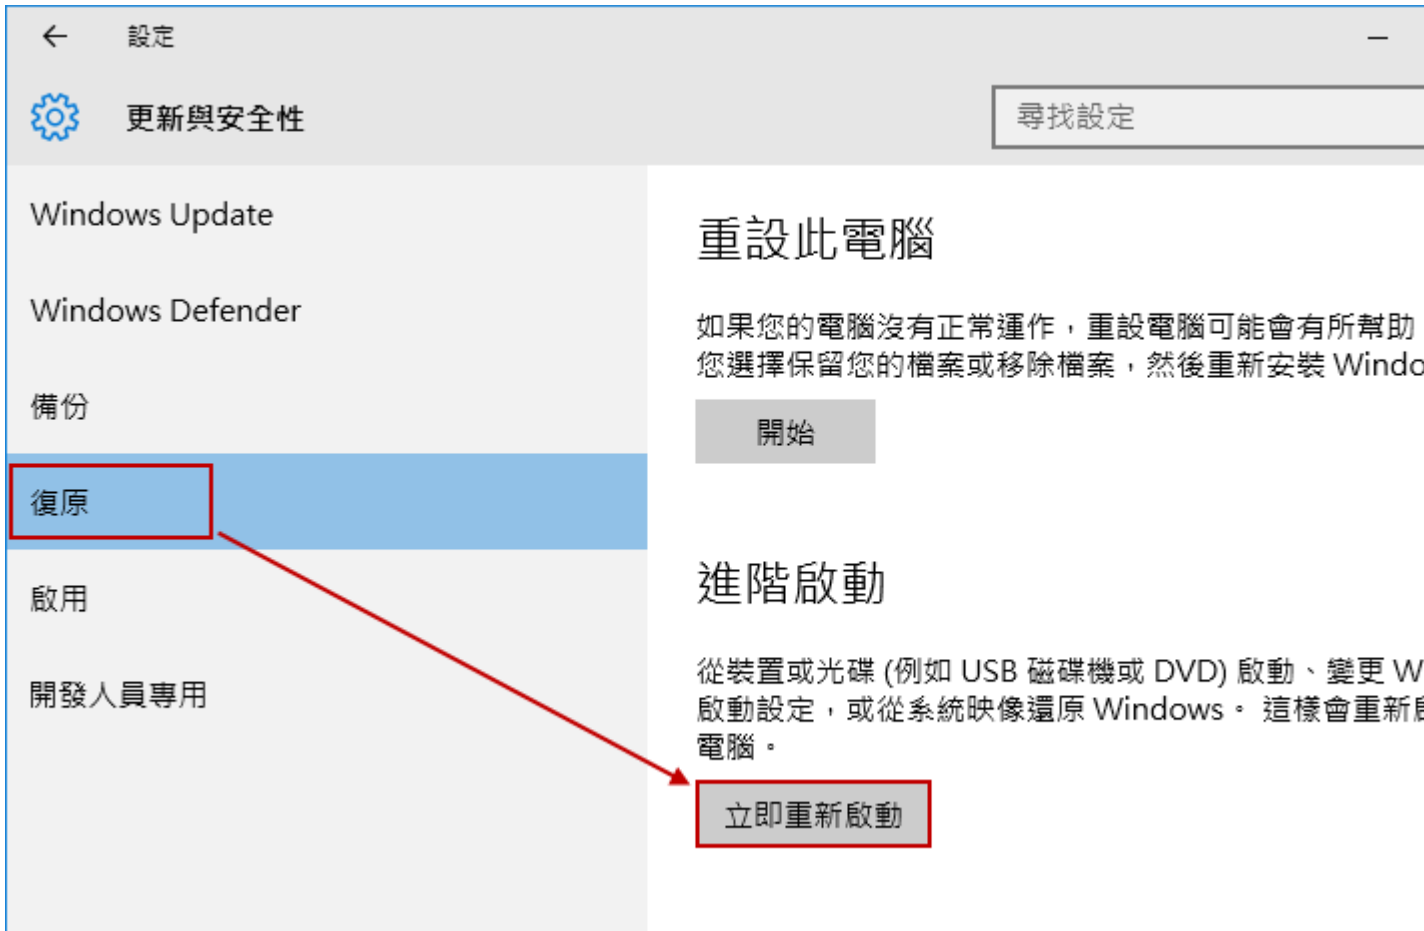 設定
更新與安全性
尋找設定
Windows Update
Windows Defender
備份
復原
啟用
開發人員專用
重設此電腦
如果您的電腦沒有正常運作，重設電腦可能會有所幫助
您選擇保留您的檔案或移除檔案，然後重新安裝 Windo
開始
進階啟動
從裝置或光碟 (例如 USB 磁碟機或 DVD) 啟動、變更 W
啟動設定，或從系統映像還原 Windows。 這樣會重新
電腦。
立即重新啟動